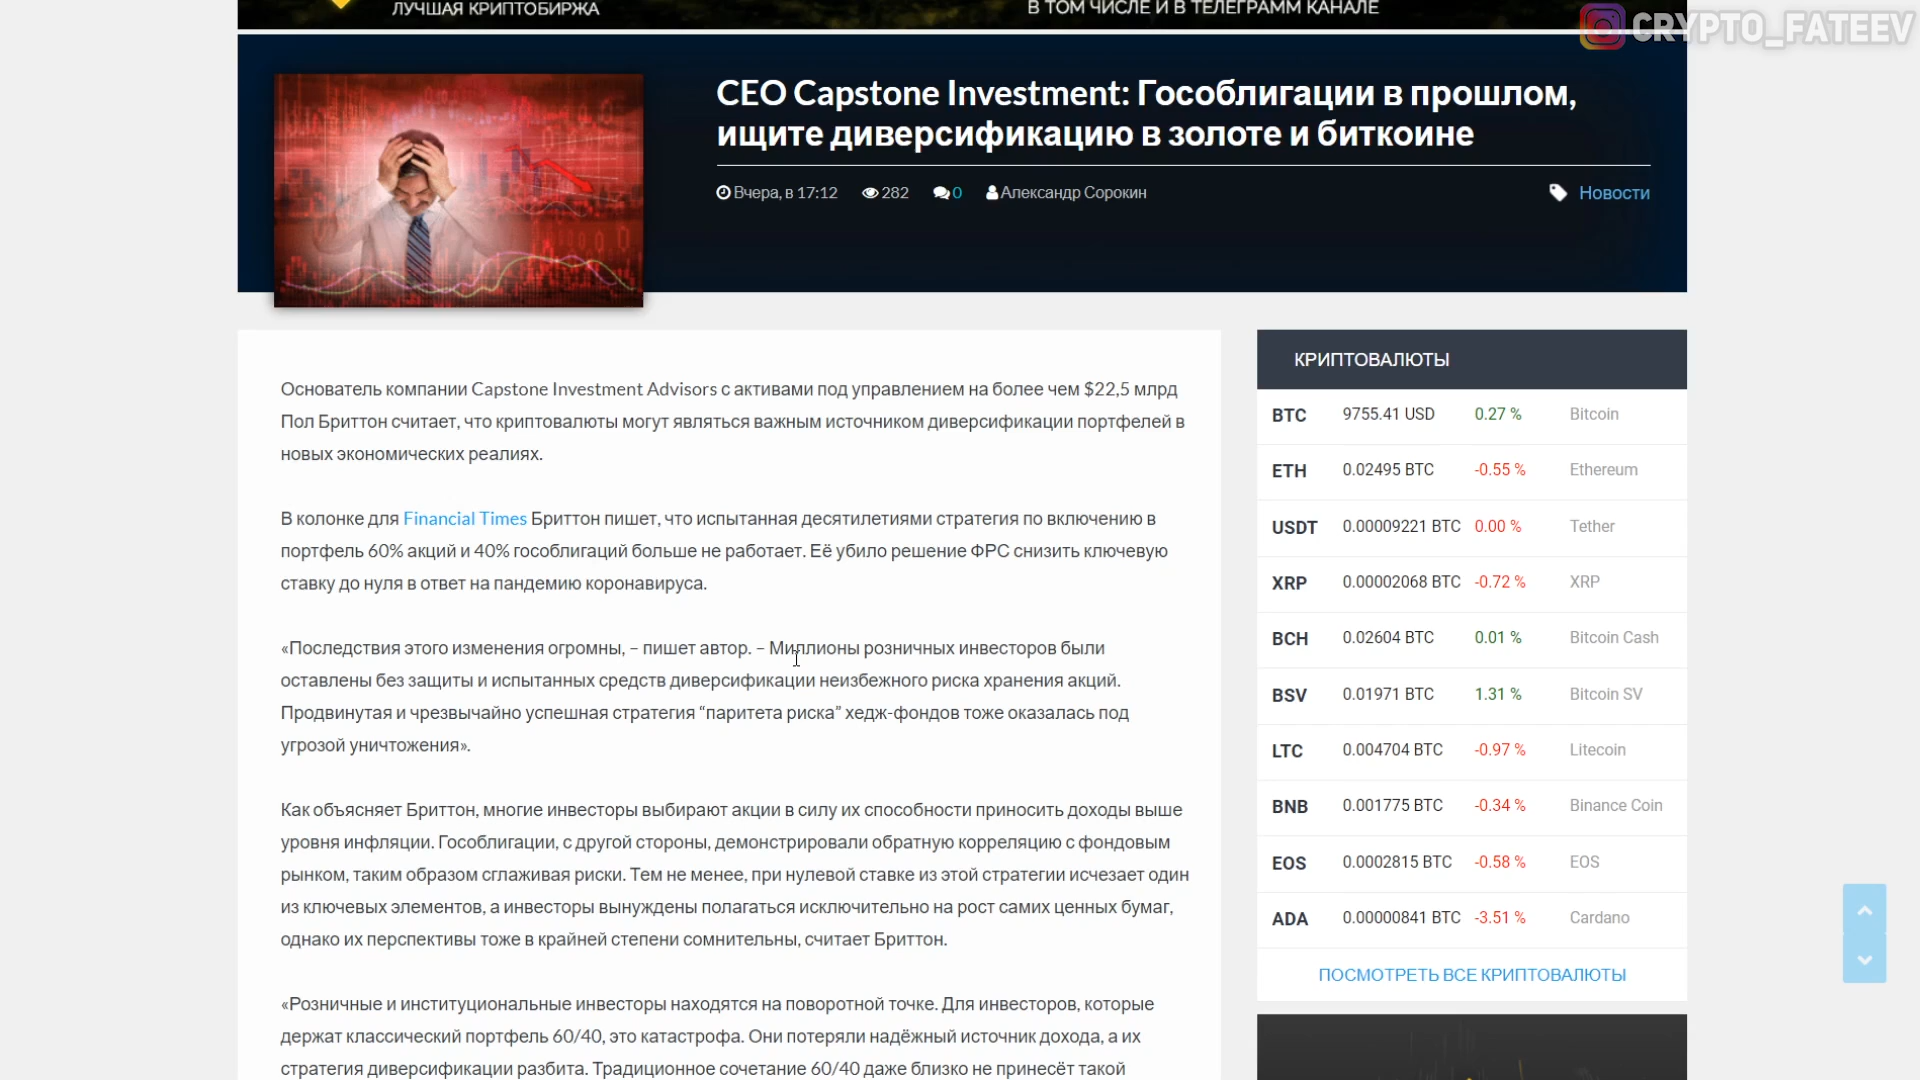 ЛУЧШАЯ КРИПТОБИРЖА
В ТОМ ЧИСЛЕ И В ТЕЛЕГРАММ КАНАЛЕ
CRYPTO_FATEEV
CEO Capstone Investment: Гособлигации в прошлом,
ищите диверсификацию в золоте и биткоине
Вчера, в 17:12 282 0 Александр Сорокин Новости
Основатель компании Capstone Investment Advisors с активами под управлением на более чем $22,5 млрд
Пол Бриттон считает, что криптовалюты могут являться важным источником диверсификации портфелей в
новых экономических реалиях.
В колонке для Financial Times Бриттон пишет, что испытанная десятилетиями стратегия по включению в
портфель 60% акций и 40% гособлигаций больше не работает. Её убило решение ФРС снизить ключевую
ставку до нуля в ответ на пандемию коронавируса.
«Последствия этого изменения огромны, – пишет автор. – Миллионы розничных инвесторов были
оставлены без защиты и испытанных средств диверсификации неизбежного риска хранения акций.
Продвинутая и чрезвычайно успешная стратегия “паритета риска” хедж-фондов тоже оказалась под
угрозой уничтожения».
Как объясняет Бриттон, многие инвесторы выбирают акции в силу их способности приносить доходы выше
уровня инфляции. Гособлигации, с другой стороны, демонстрировали обратную корреляцию с фондовым
рынком, таким образом сглаживая риски. Тем не менее, при нулевой ставке из этой стратегии исчезает один
из ключевых элементов, а инвесторы вынуждены полагаться исключительно на рост самих ценных бумаг,
однако их перспективы тоже в крайней степени сомнительны, считает Бриттон.
«Розничные и институциональные инвесторы находятся на поворотной точке. Для инвесторов, которые
держат классический портфель 60/40, это катастрофа. Они потеряли надёжный источник дохода, а их
стратегия диверсификации разбита. Традиционное сочетание 60/40 даже близко не принесёт такой
КРИПТОВАЛЮТЫ
BTC 9755.41 USD 0.27 % Bitcoin
ETH 0.02495 BTC -0.55 % Ethereum
USDT 0.00009221 BTC 0.00 % Tether
XRP 0.00002068 BTC -0.72 % XRP
BCH 0.02604 BTC 0.01 % Bitcoin Cash
BSV 0.01971 BTC 1.31 % Bitcoin SV
LTC 0.004704 BTC -0.97 % Litecoin
BNB 0.001775 BTC -0.34 % Binance Coin
EOS 0.0002815 BTC -0.58 % EOS
ADA 0.00000841 BTC -3.51 % Cardano
ПОСМОТРЕТЬ ВСЕ КРИПТОВАЛЮТЫ